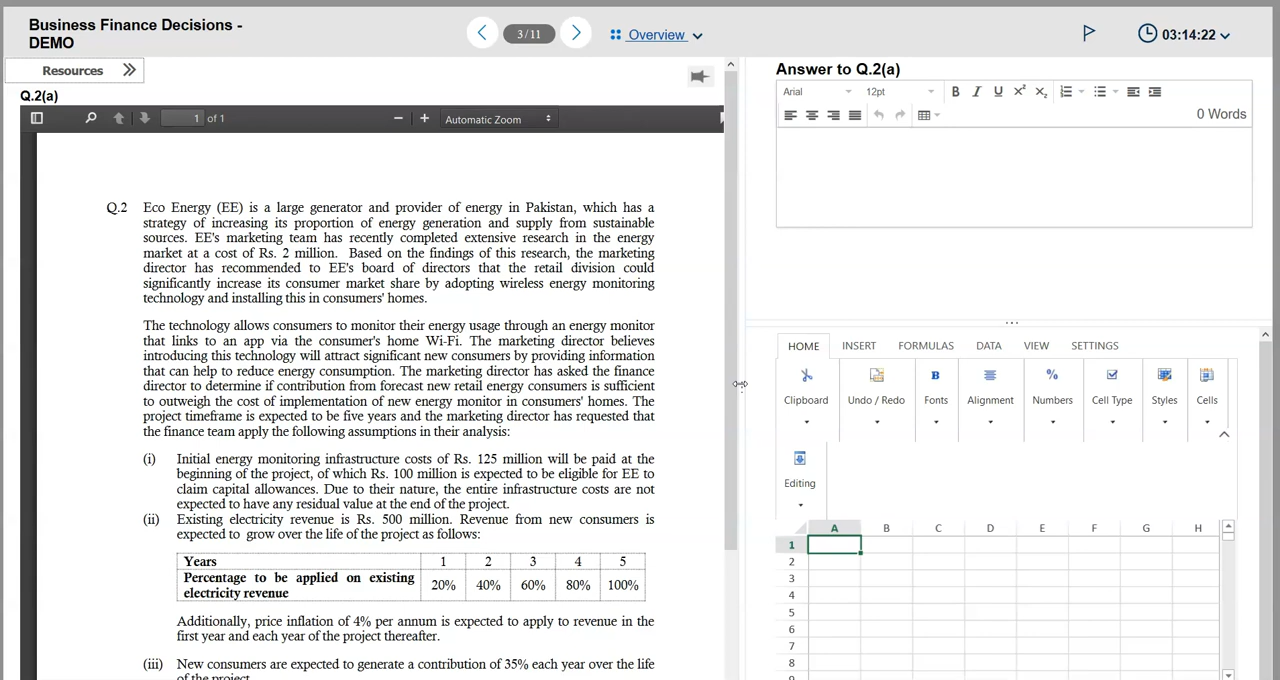 Business Finance Decisions -
DEMO
3/11
Overview
03:14:22
Resources
Q.2(a)
1 of 1
Automatic Zoom
Q.2 Eco Energy (EE) is a large generator and provider of energy in Pakistan, which has a
strategy of increasing its proportion of energy generation and supply from sustainable
sources. EE's marketing team has recently completed extensive research in the energy
market at a cost of Rs. 2 million. Based on the findings of this research, the marketing
director has recommended to EE's board of directors that the retail division could
significantly increase its consumer market share by adopting wireless energy monitoring
technology and installing this in consumers' homes.
The technology allows consumers to monitor their energy usage through an energy monitor
that links to an app via the consumer's home Wi-Fi. The marketing director believes
introducing this technology will attract significant new consumers by providing information
that can help to reduce energy consumption. The marketing director has asked the finance
director to determine if contribution from forecast new retail energy consumers is sufficient
to outweigh the cost of implementation of new energy monitor in consumers' homes. The
project timeframe is expected to be five years and the marketing director has requested that
the finance team apply the following assumptions in their analysis:
(i) Initial energy monitoring infrastructure costs of Rs. 125 million will be paid at the
beginning of the project, of which Rs. 100 million is expected to be eligible for EE to
claim capital allowances. Due to their nature, the entire infrastructure costs are not
expected to have any residual value at the end of the project.
(ii) Existing electricity revenue is Rs. 500 million. Revenue from new consumers is
expected to grow over the life of the project as follows:
Years 1 2 3 4 5
Percentage to be applied on existing
electricity revenue 20% 40% 60% 80% 100%
Additionally, price inflation of 4% per annum is expected to apply to revenue in the
first year and each year of the project thereafter.
(iii) New consumers are expected to generate a contribution of 35% each year over the life
of the project
Answer to Q.2(a)
Arial 12pt B I U X² X₂
0 Words
HOME INSERT FORMULAS DATA VIEW SETTINGS
Clipboard Undo / Redo Fonts Alignment Numbers Cell Type Styles Cells
Editing
A B C D E F G H
1
2
3
4
5
6
7
8
9